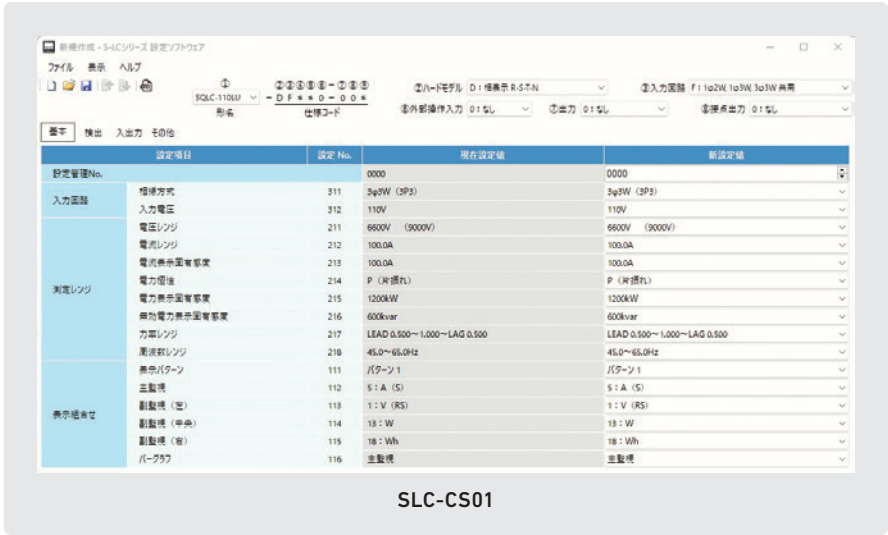 新規作成 - S-LCシリーズ 設定ソフトウェア
ファイル 表示 ヘルプ
① ②③④⑤⑥-⑦⑧⑨ ②ハードモデル D：相表示 R-S-T-N ③入力回路 F：1φ2W, 1φ3W, 3φ3W 共用
SQLC-110LU - D F * * 0 - 0 0 *
形名 仕様コード ⑥外部操作入力 0：なし ⑦出力 0：なし ⑧接点出力 0：なし
基本 検出 入出力 その他
設定項目 設定 No. 現在設定値 新設定値
設定管理No. 0000 0000
入力回路 相線方式 311 3φ3W（3P3） 3φ3W（3P3）
入力電圧 312 110V 110V
測定レンジ 電圧レンジ 211 6600V （9000V） 6600V （9000V）
電流レンジ 212 100.0A 100.0A
電流表示固有感度 213 100.0A 100.0A
電力極性 214 P（片振れ） P（片振れ）
電力表示固有感度 215 1200kW 1200kW
無効電力表示固有感度 216 600kvar 600kvar
力率レンジ 217 LEAD 0.500～1.000～LAG 0.500 LEAD 0.500～1.000～LAG 0.500
周波数レンジ 218 45.0～65.0Hz 45.0～65.0Hz
表示組合せ 表示パターン 111 パターン 1 パターン 1
主監視 112 5：A（S） 5：A（S）
副監視（左） 113 1：V（RS） 1：V（RS）
副監視（中央） 114 13：W 13：W
副監視（右） 115 18：Wh 18：Wh
バーグラフ 116 主監視 主監視
SLC-CS01